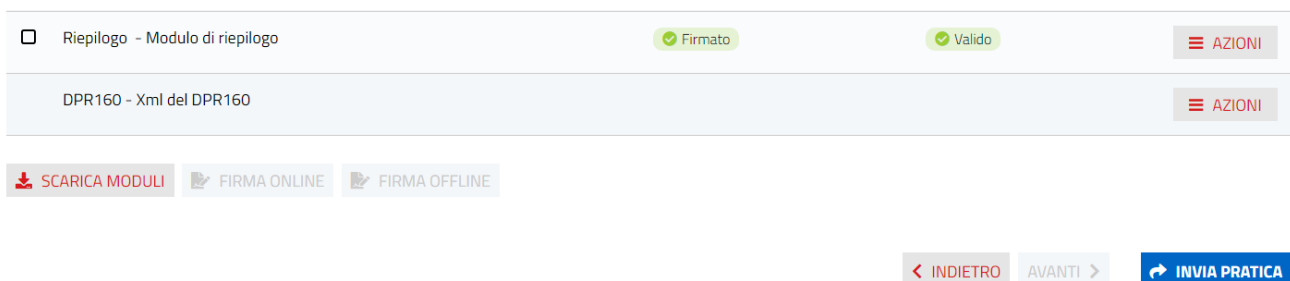 Riepilogo - Modulo di riepilogo Firmato Valido AZIONI
DPR160 - Xml del DPR160 AZIONI
SCARICA MODULI FIRMA ONLINE FIRMA OFFLINE
INDIETRO AVANTI INVIA PRATICA